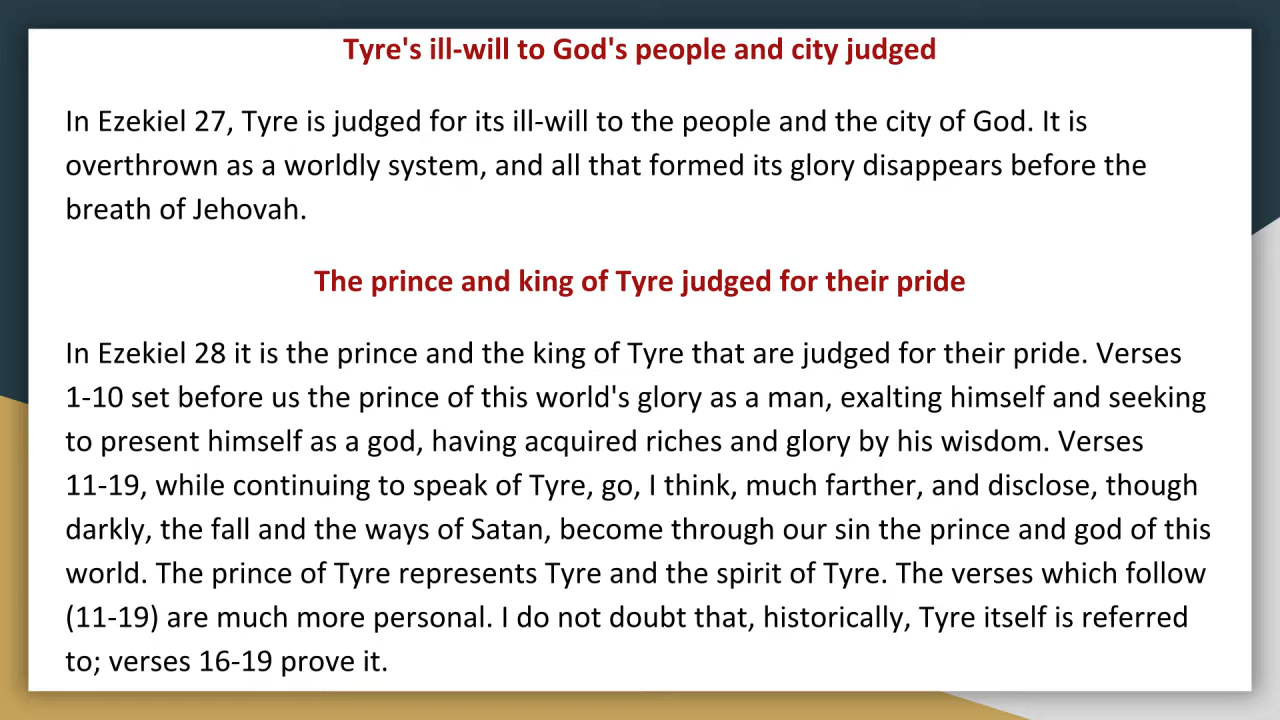 Tyre's ill-will to God's people and city judged
In Ezekiel 27, Tyre is judged for its ill-will to the people and the city of God. It is
overthrown as a worldly system, and all that formed its glory disappears before the
breath of Jehovah.
The prince and king of Tyre judged for their pride
In Ezekiel 28 it is the prince and the king of Tyre that are judged for their pride. Verses
1-10 set before us the prince of this world's glory as a man, exalting himself and seeking
to present himself as a god, having acquired riches and glory by his wisdom. Verses
11-19, while continuing to speak of Tyre, go, I think, much farther, and disclose, though
darkly, the fall and the ways of Satan, become through our sin the prince and god of this
world. The prince of Tyre represents Tyre and the spirit of Tyre. The verses which follow
(11-19) are much more personal. I do not doubt that, historically, Tyre itself is referred
to; verses 16-19 prove it.